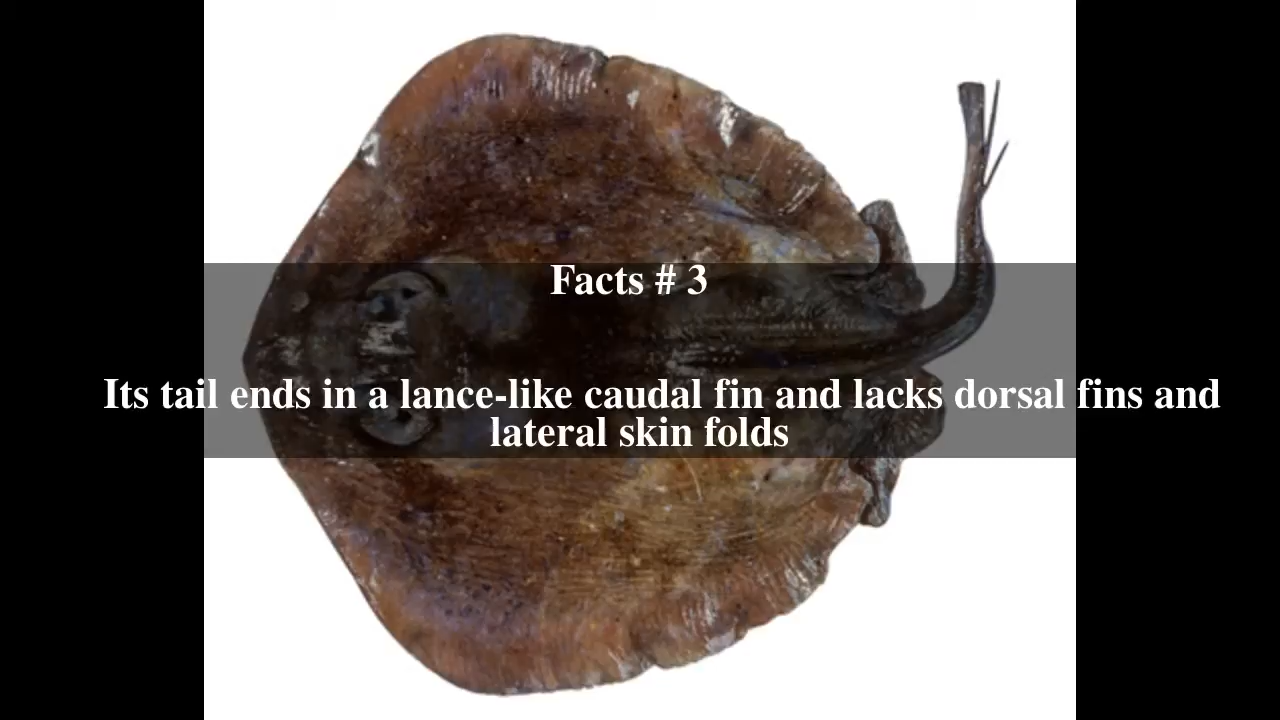 Facts # 3
Its tail ends in a lance-like caudal fin and lacks dorsal fins and
lateral skin folds